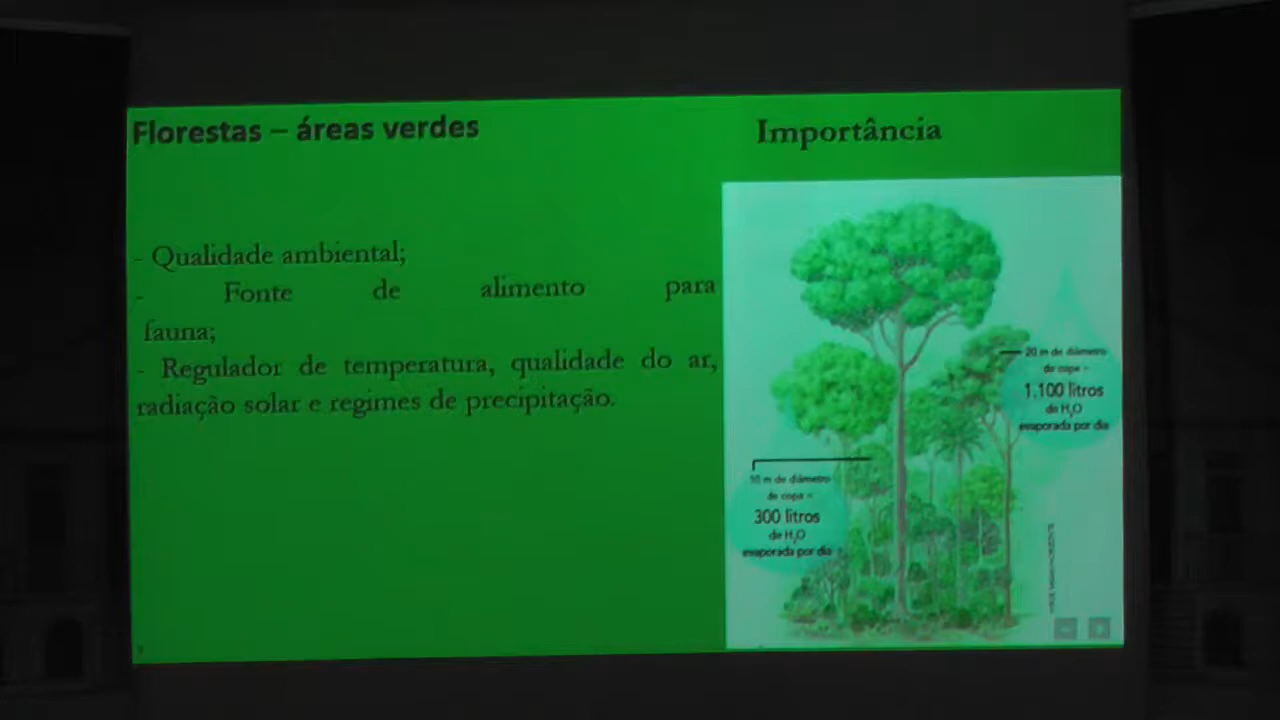 Florestas – áreas verdes
Importância
- Qualidade ambiental;
- Fonte de alimento para
fauna;
- Regulador de temperatura, qualidade do ar,
radiação solar e regimes de precipitação.
20 m de diâmetro
de copa =
1.100 litros
de H₂O
evaporada por dia
10 m de diâmetro
de copa =
300 litros
de H₂O
evaporada por dia